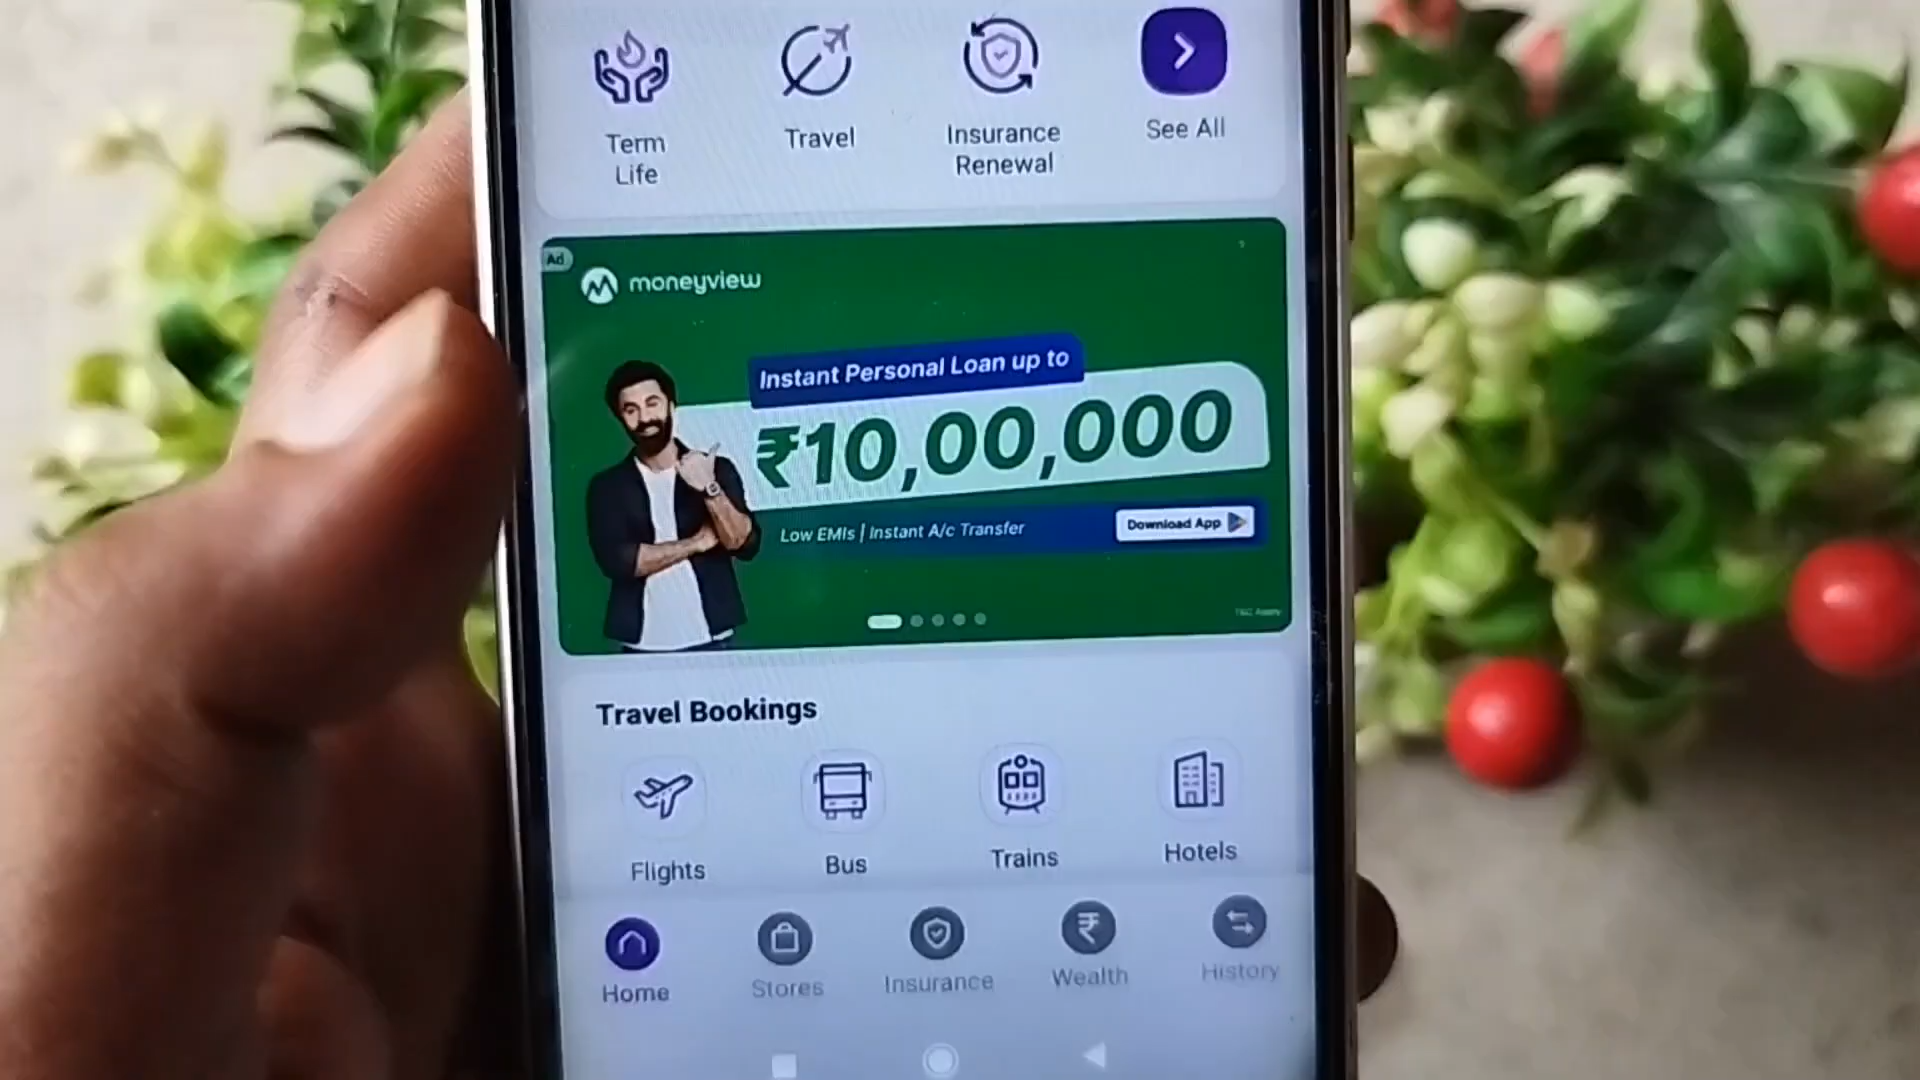 Term
Life
Travel
Insurance
Renewal
See All
Ad
moneyview
Instant Personal Loan up to
₹10,00,000
Low EMIs | Instant A/c Transfer
Download App
T&C Apply
Travel Bookings
Flights
Bus
Trains
Hotels
Home
Stores
Insurance
Wealth
History